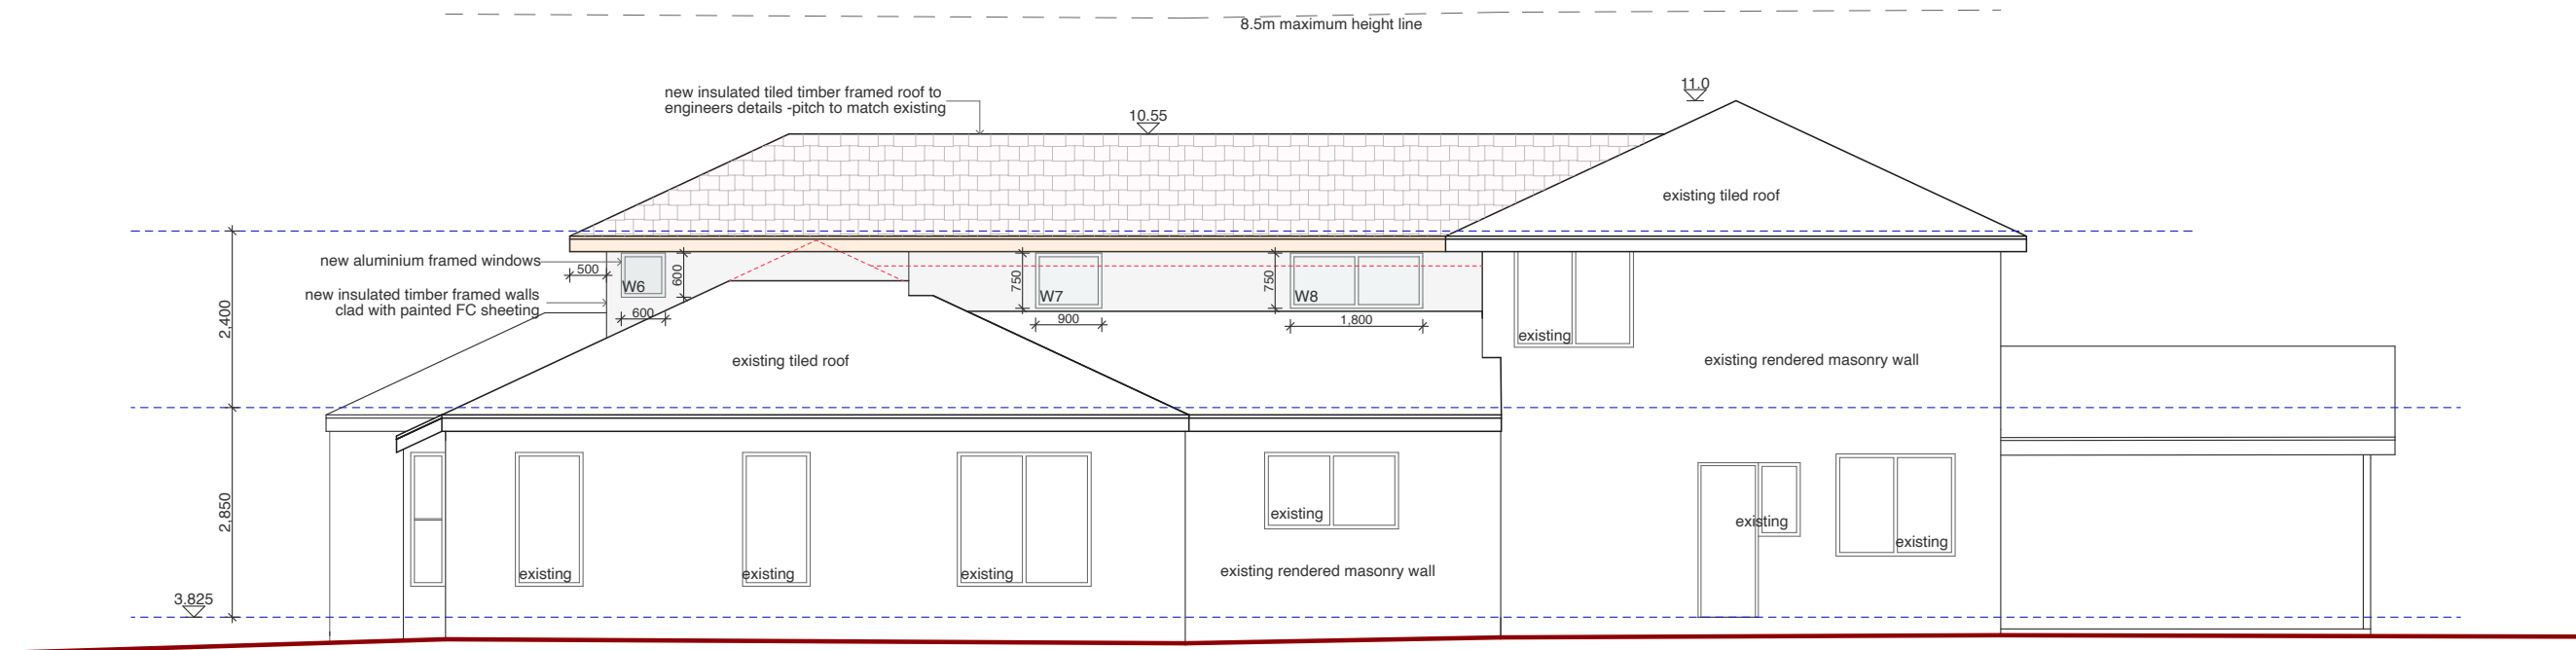 8.5m maximum height line
new insulated tiled timber framed roof to
engineers details -pitch to match existing
10.55
11.0
existing tiled roof
new aluminium framed windows
500
W6
600
600
new insulated timber framed walls
clad with painted FC sheeting
750
W7
900
750
W8
1,800
existing
2,400
existing tiled roof
existing rendered masonry wall
2,850
existing
existing
existing
existing
existing
existing
existing rendered masonry wall
3.825